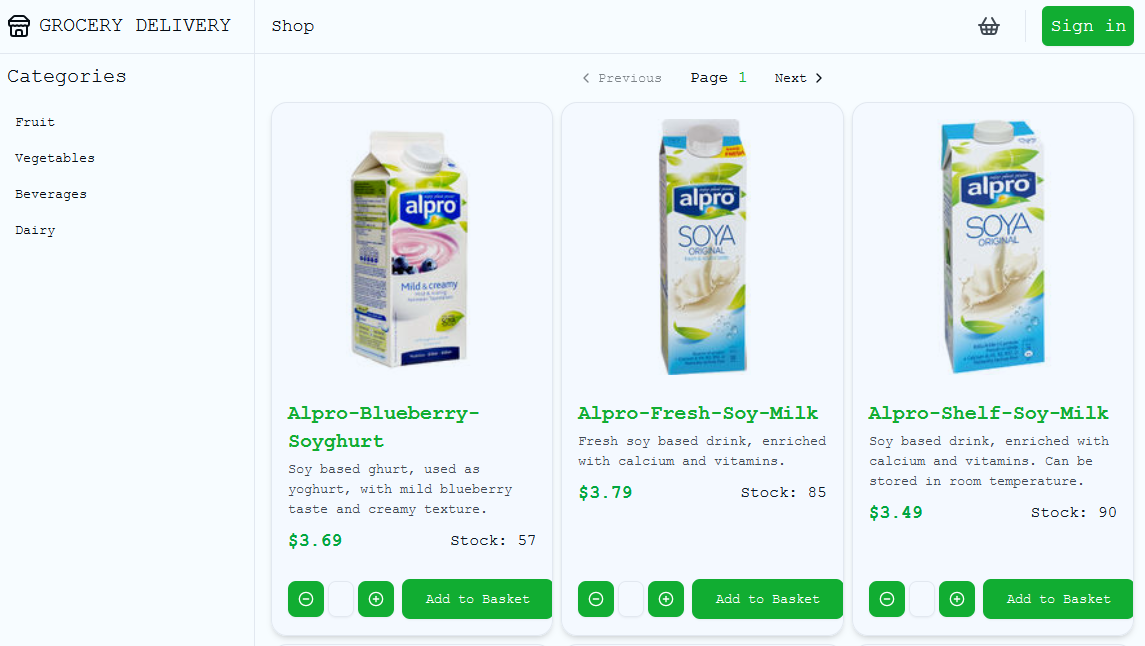 GROCERY DELIVERY
Shop
Sign in
Categories
Previous Page 1 Next
Fruit
Vegetables
Beverages
Dairy
alpro
Mild & creamy
alpro
SOYA
ORIGINAL
alpro
SOYA
ORIGINAL
Alpro-Blueberry-
Soyghurt
Soy based ghurt, used as
yoghurt, with mild blueberry
taste and creamy texture.
$3.69 Stock: 57
Add to Basket
Alpro-Fresh-Soy-Milk
Fresh soy based drink, enriched
with calcium and vitamins.
$3.79 Stock: 85
Add to Basket
Alpro-Shelf-Soy-Milk
Soy based drink, enriched with
calcium and vitamins. Can be
stored in room temperature.
$3.49 Stock: 90
Add to Basket